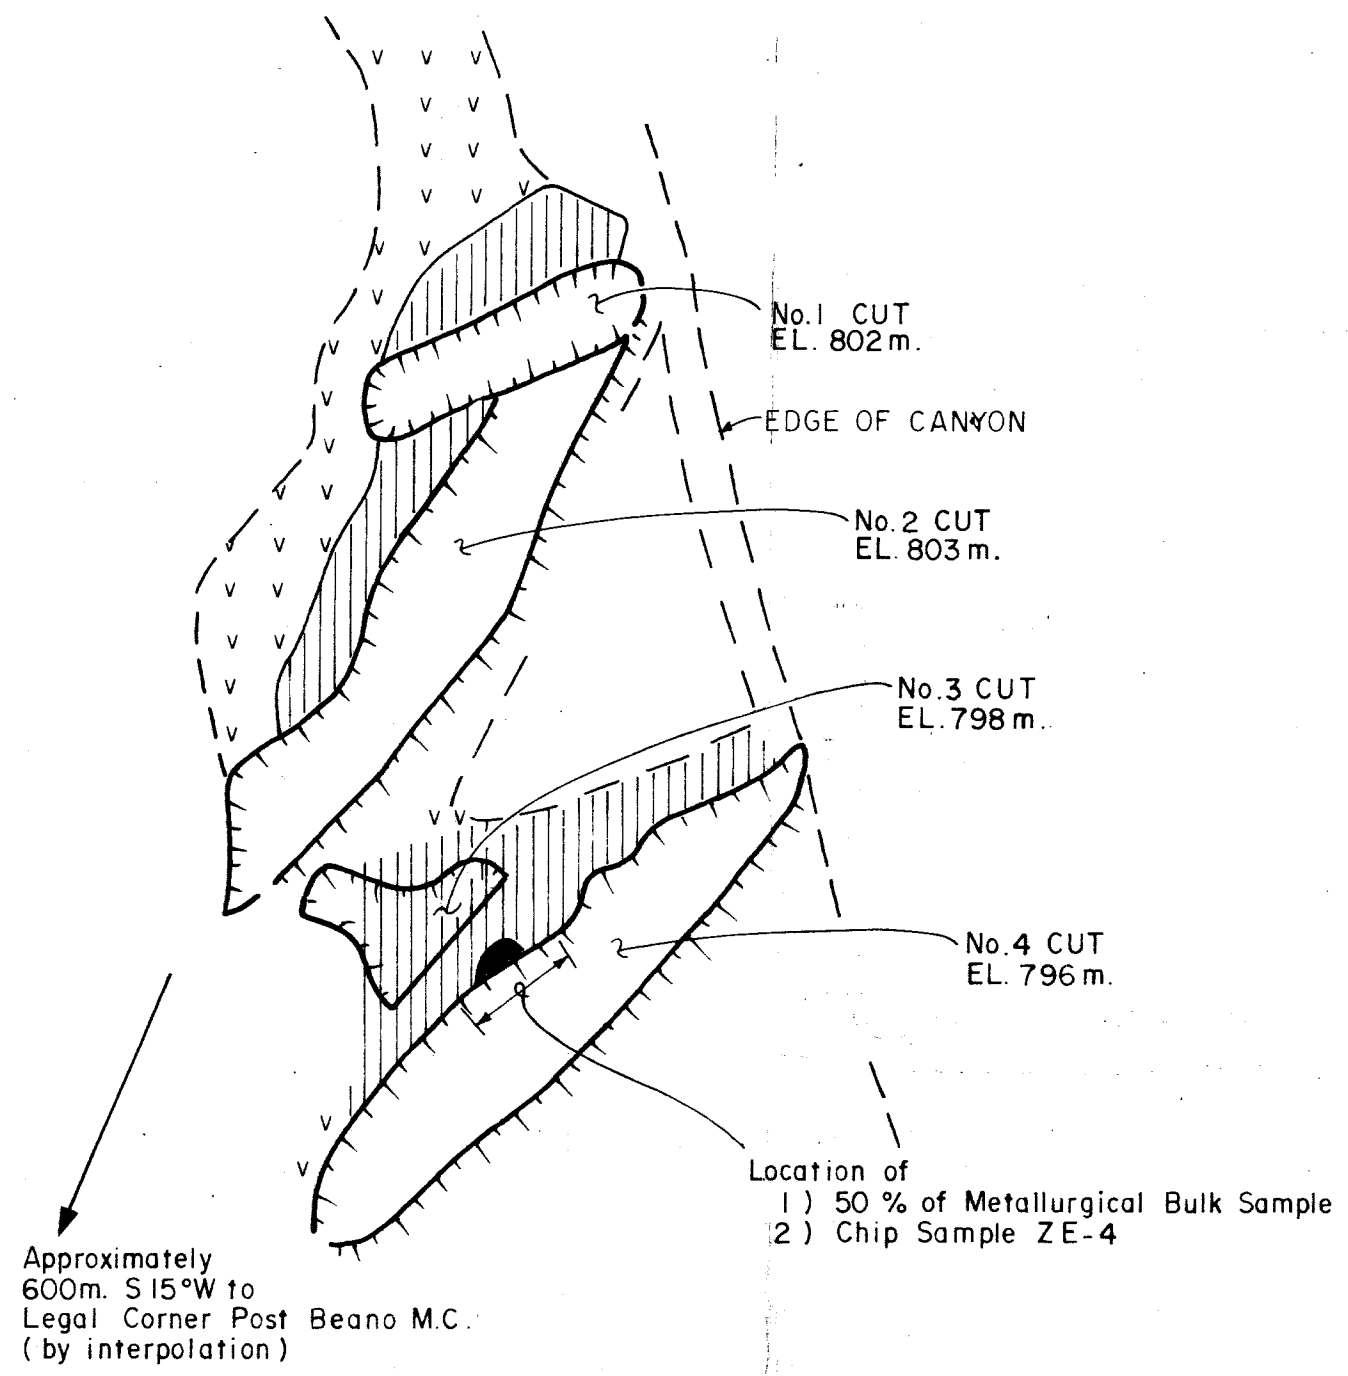 No.1 CUT
EL. 802m.
EDGE OF CANYON
No.2 CUT
EL. 803m.
No.3 CUT
EL. 798m.
No.4 CUT
EL. 796m.
Location of
1) 50 % of Metallurgical Bulk Sample
2) Chip Sample ZE-4
Approximately
600m. S 15°W to
Legal Corner Post Beano M.C.
(by interpolation)